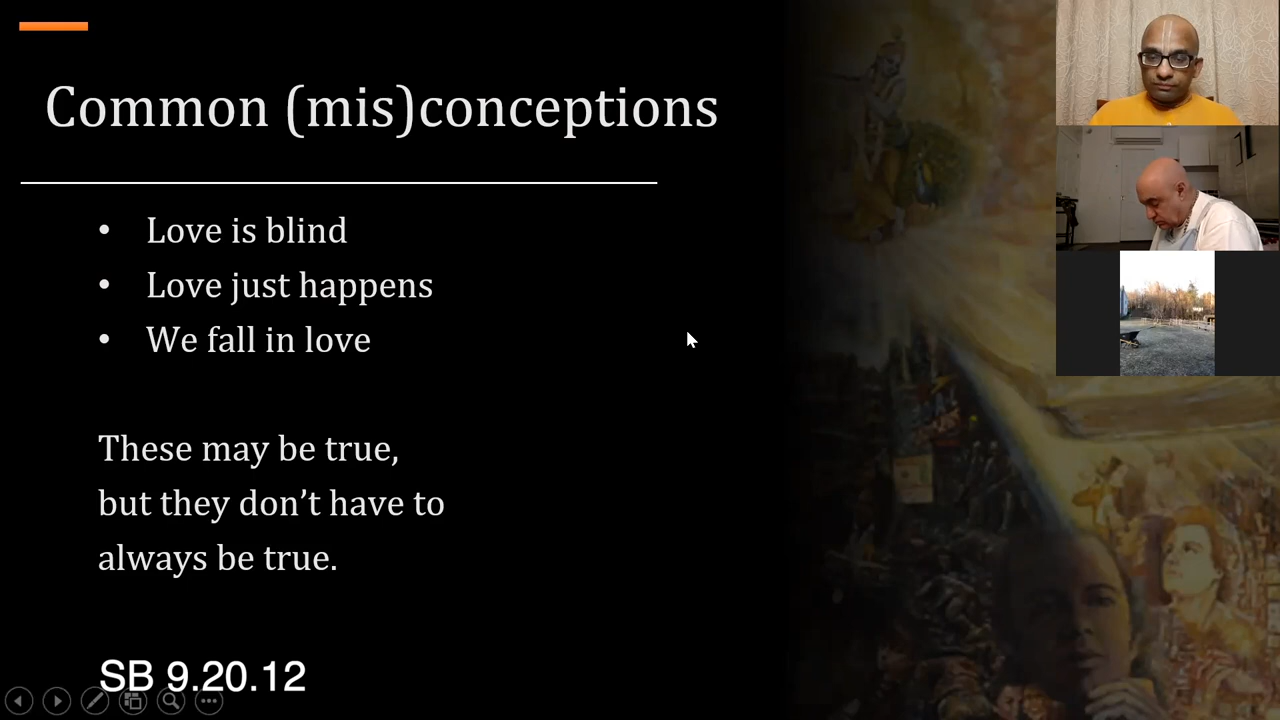 Common (mis)conceptions
• Love is blind
• Love just happens
• We fall in love
These may be true,
but they don’t have to
always be true.
SB 9.20.12